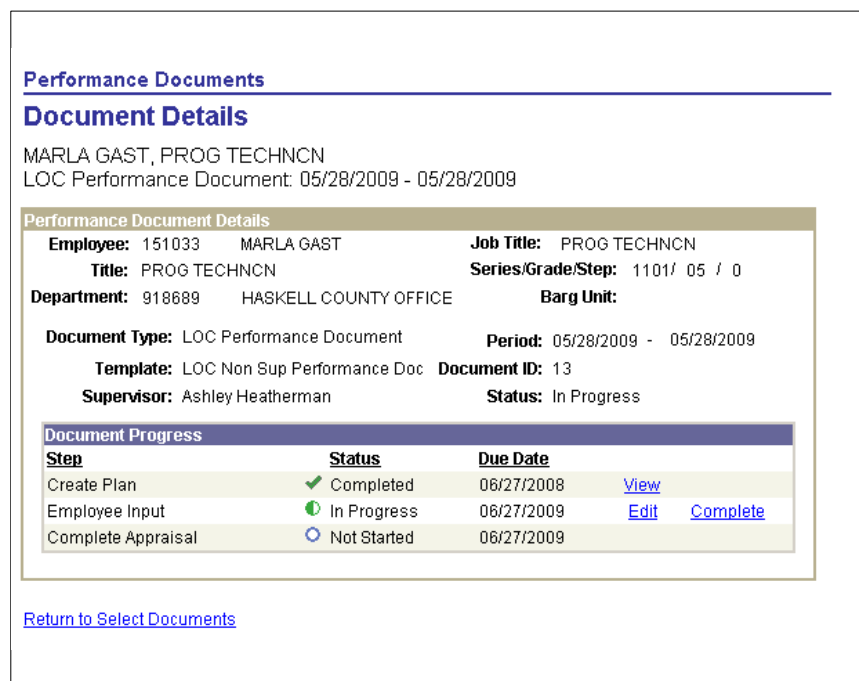 Performance Documents
Document Details
MARLA GAST, PROG TECHNCN
LOC Performance Document: 05/28/2009 - 05/28/2009
Performance Document Details
Employee: 151033 MARLA GAST Job Title: PROG TECHNCN
Title: PROG TECHNCN Series/Grade/Step: 1101/ 05 / 0
Department: 918689 HASKELL COUNTY OFFICE Barg Unit:
Document Type: LOC Performance Document Period: 05/28/2009 - 05/28/2009
Template: LOC Non Sup Performance Doc Document ID: 13
Supervisor: Ashley Heatherman Status: In Progress
Document Progress
Step Status Due Date
Create Plan Completed 06/27/2008 View
Employee Input In Progress 06/27/2009 Edit Complete
Complete Appraisal Not Started 06/27/2009
Return to Select Documents